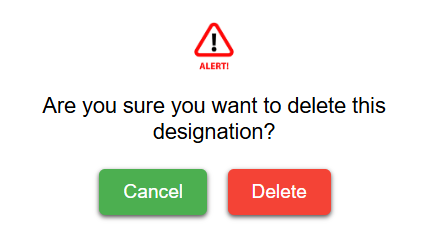 ALERT!
Are you sure you want to delete this
designation?
Cancel
Delete